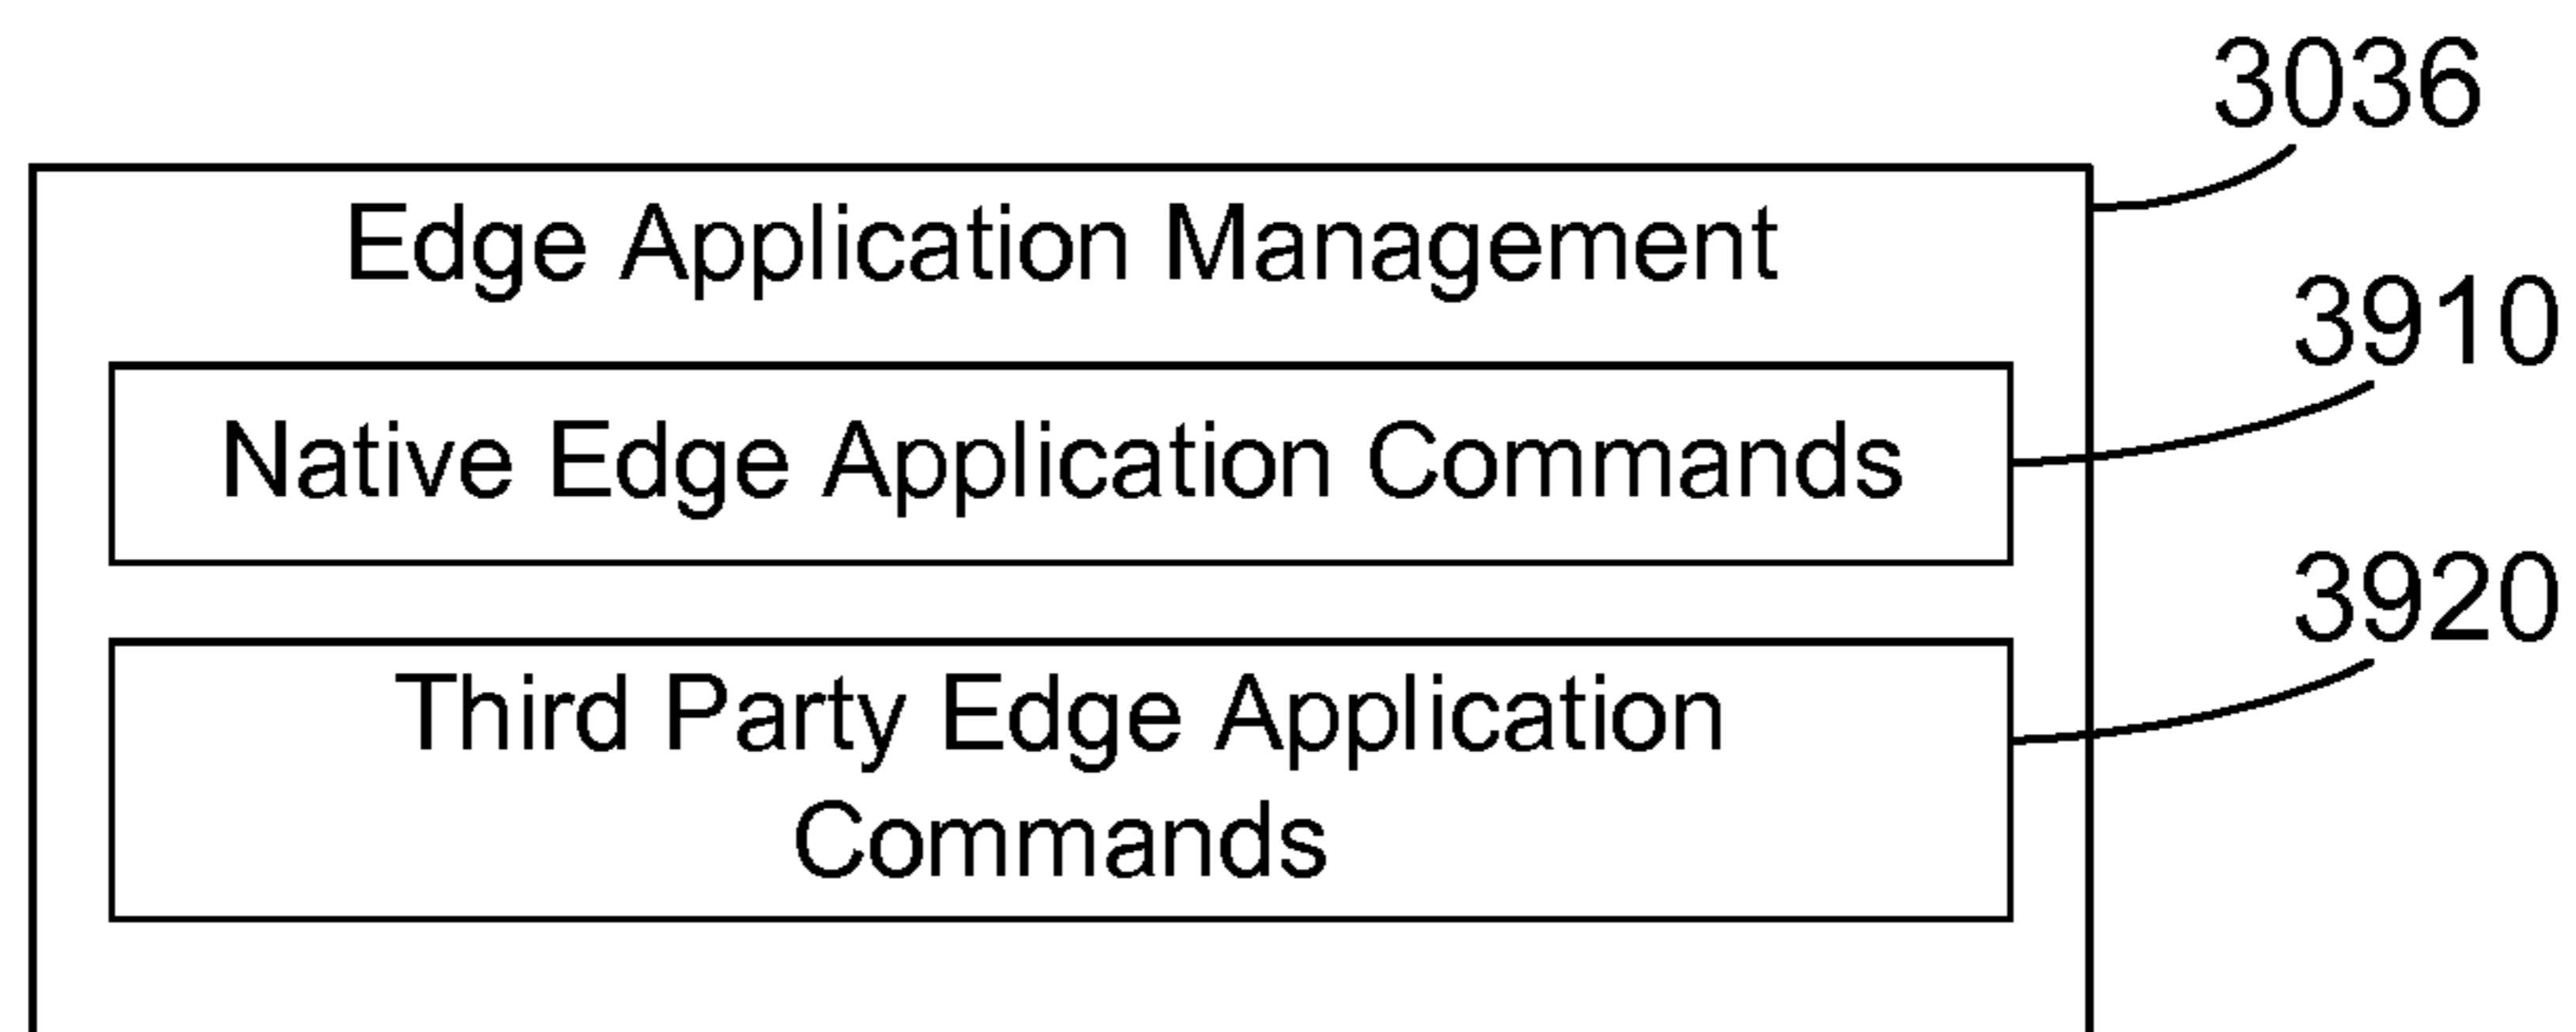 3036
Edge Application Management
3910
Native Edge Application Commands
3920
Third Party Edge Application
Commands